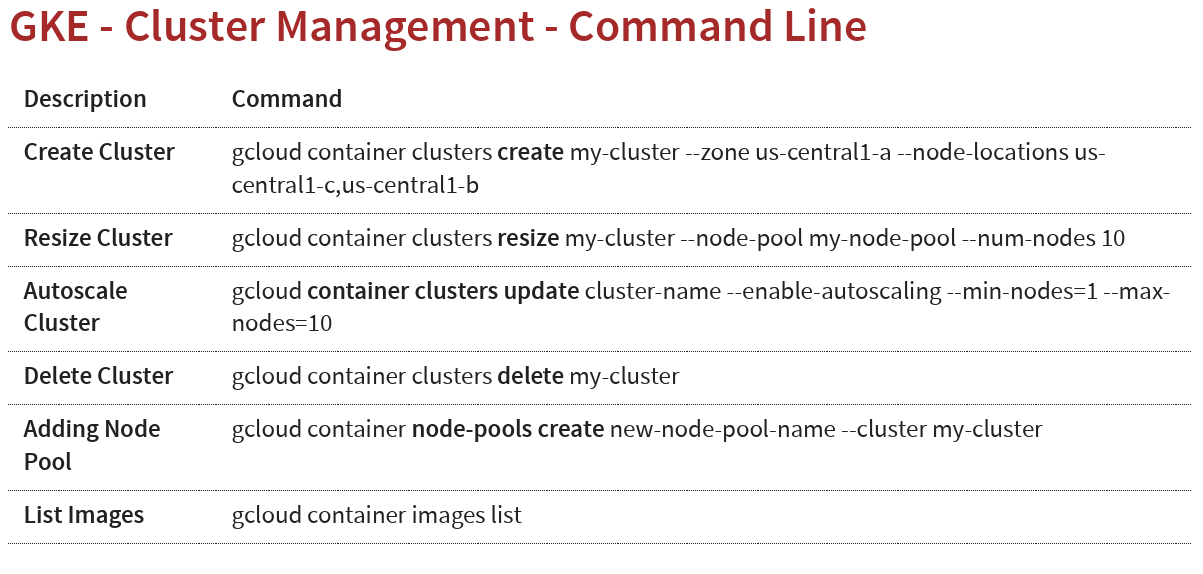 GKE - Cluster Management - Command Line
Description Command
Create Cluster gcloud container clusters create my-cluster --zone us-central1-a --node-locations us-
central1-c,us-central1-b
Resize Cluster gcloud container clusters resize my-cluster --node-pool my-node-pool --num-nodes 10
Autoscale gcloud container clusters update cluster-name --enable-autoscaling --min-nodes=1 --max-
Cluster nodes=10
Delete Cluster gcloud container clusters delete my-cluster
Adding Node gcloud container node-pools create new-node-pool-name --cluster my-cluster
Pool
List Images gcloud container images list